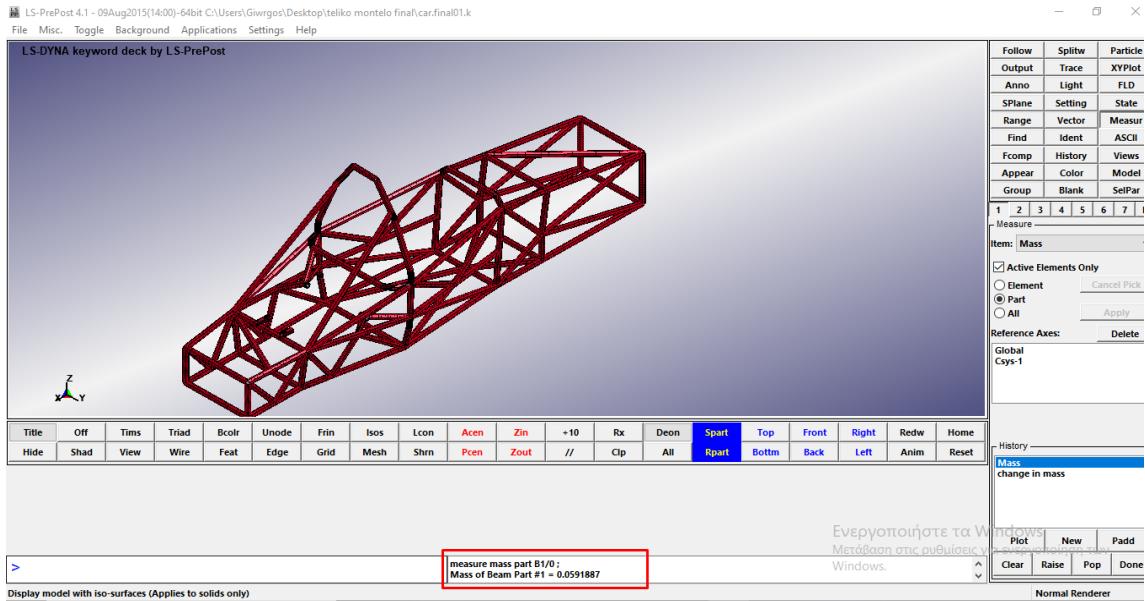 LS-PrePost 4.1 - 09Aug2015(14:00)-64bit C:\Users\Giwrgos\Desktop\teliko montelo final\car.final01.k
File Misc. Toggle Background Applications Settings Help
LS-DYNA keyword deck by LS-PrePost
Z
X Y
Follow Splitw Particle
Output Trace XYPlot
Anno Light FLD
SPlane Setting State
Range Vector Measur
Find Ident ASCII
Fcomp History Views
Appear Color Model
Group Blank SelPar
1 2 3 4 5 6 7
Measure
Item: Mass
Active Elements Only
Element Cancel Pick
Part
All Apply
Reference Axes: Delete
Global
Csys-1
History
Mass
change in mass
Plot New Padd
Clear Raise Pop Done
Title Off Tims Triad Bcolr Unode Frin Isos Lcon Acen Zin +10 Rx Deon Spart Top Front Right Redw Home
Hide Shad View Wire Feat Edge Grid Mesh Shrn Pcen Zout // Clp All Rpart Bottm Back Left Anim Reset
Ενεργοποιήστε τα Windows
Μετάβαση στις ρυθμίσεις για ενεργοποίηση των
Windows.
>
measure mass part B1/0 ;
Mass of Beam Part #1 = 0.0591887
Display model with iso-surfaces (Applies to solids only)
Normal Renderer